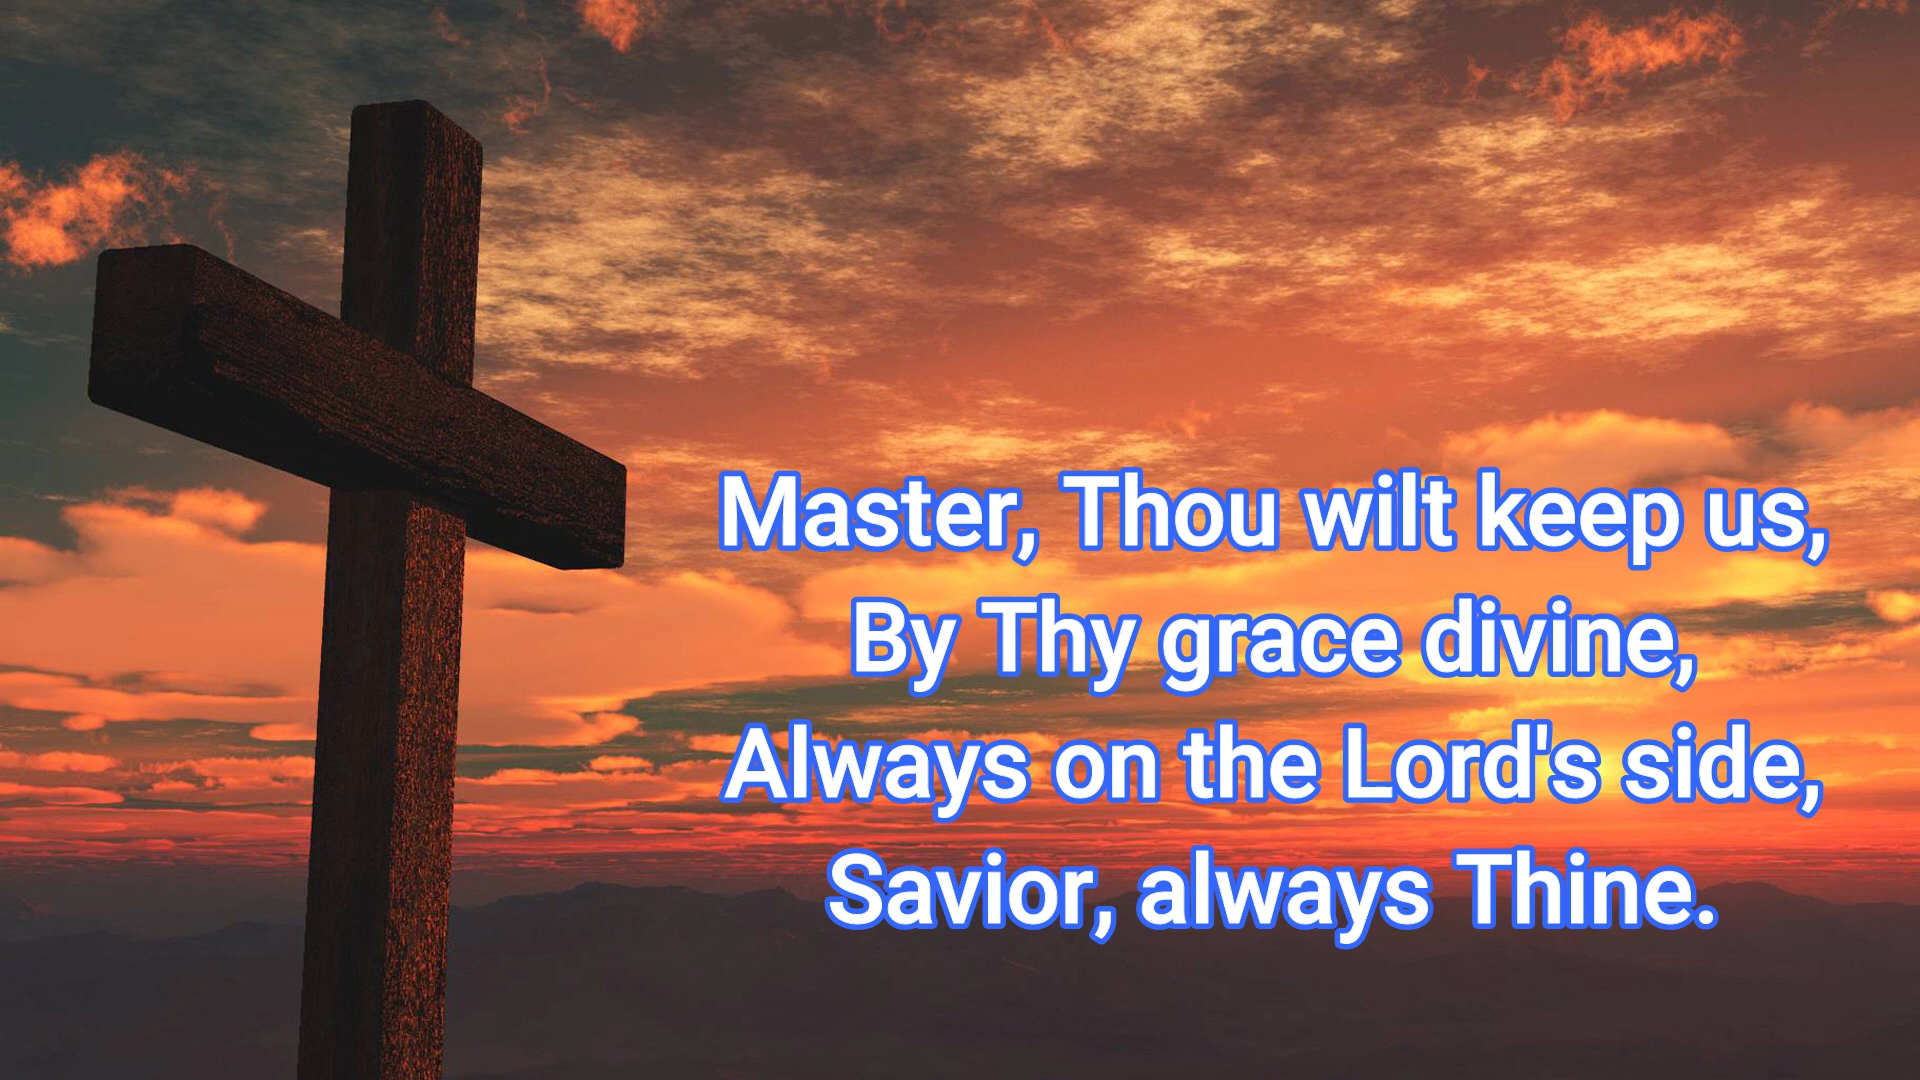 Master, Thou wilt keep us,
By Thy grace divine,
Always on the Lord's side,
Savior, always Thine.